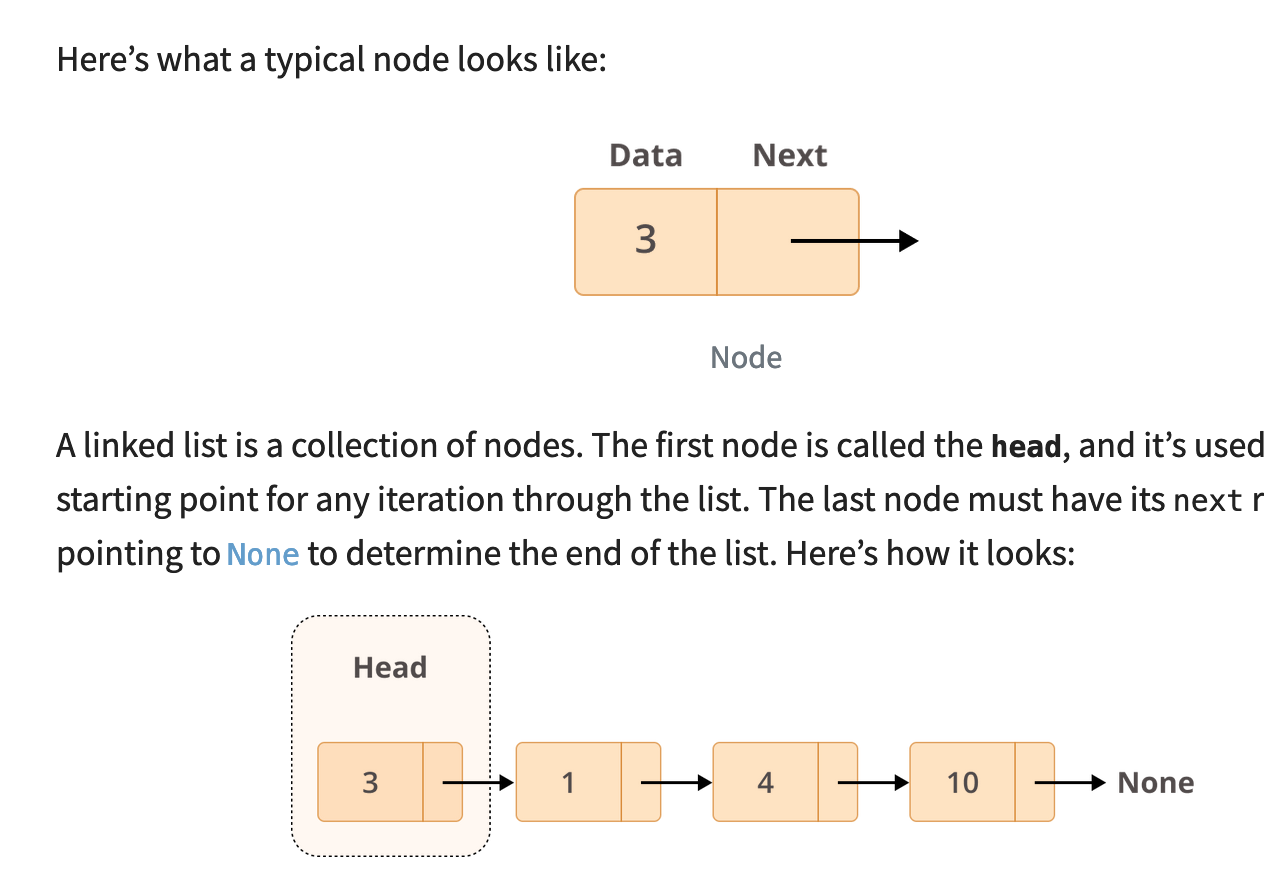 Here’s what a typical node looks like:
Data Next
3
Node
A linked list is a collection of nodes. The first node is called the head, and it’s used
starting point for any iteration through the list. The last node must have its next r
pointing to None to determine the end of the list. Here’s how it looks:
Head
3 1 4 10 None